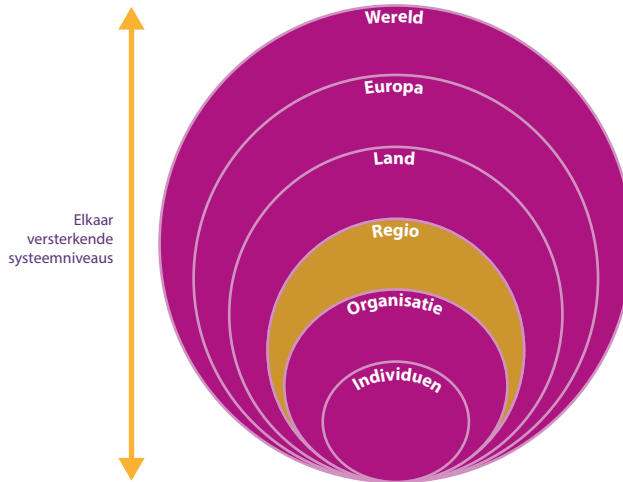 Wereld
Europa
Land
Regio
Organisatie
Individuen
Elkaar
versterkende
systeemniveaus